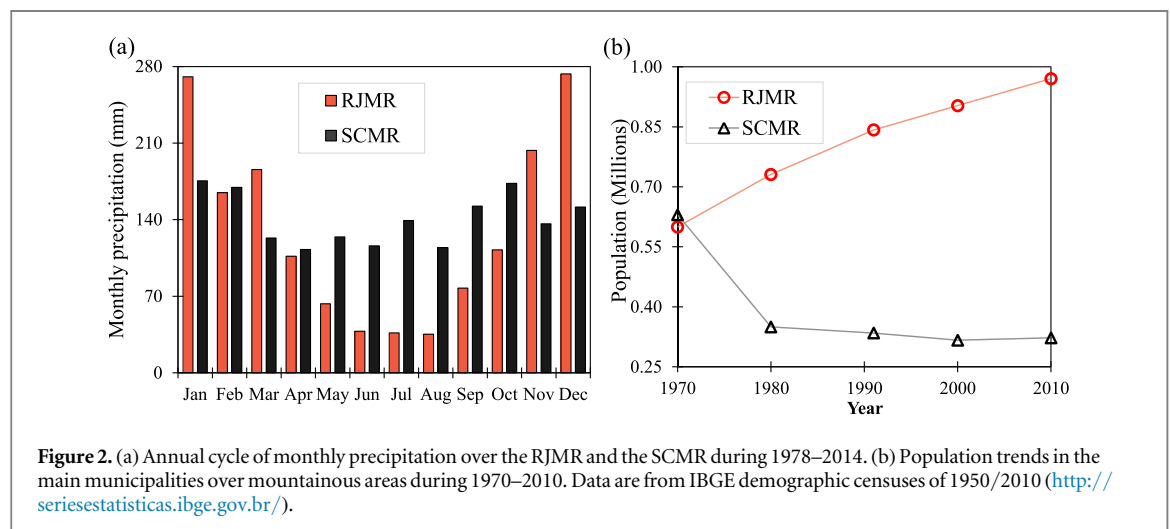 (a)
280
210
140
70
0
Monthly precipitation (mm)
RJMR
SCMR
Jan Feb Mar Apr May Jun Jul Aug Sep Oct Nov Dec
(b)
1.00
0.85
0.70
0.55
0.40
0.25
Population (Millions)
RJMR
SCMR
1970 1980 1990 2000 2010
Year
Figure 2. (a) Annual cycle of monthly precipitation over the RJMR and the SCMR during 1978–2014. (b) Population trends in the
main municipalities over mountainous areas during 1970–2010. Data are from IBGE demographic censuses of 1950/2010 (http://
seriesestatisticas.ibge.gov.br/).